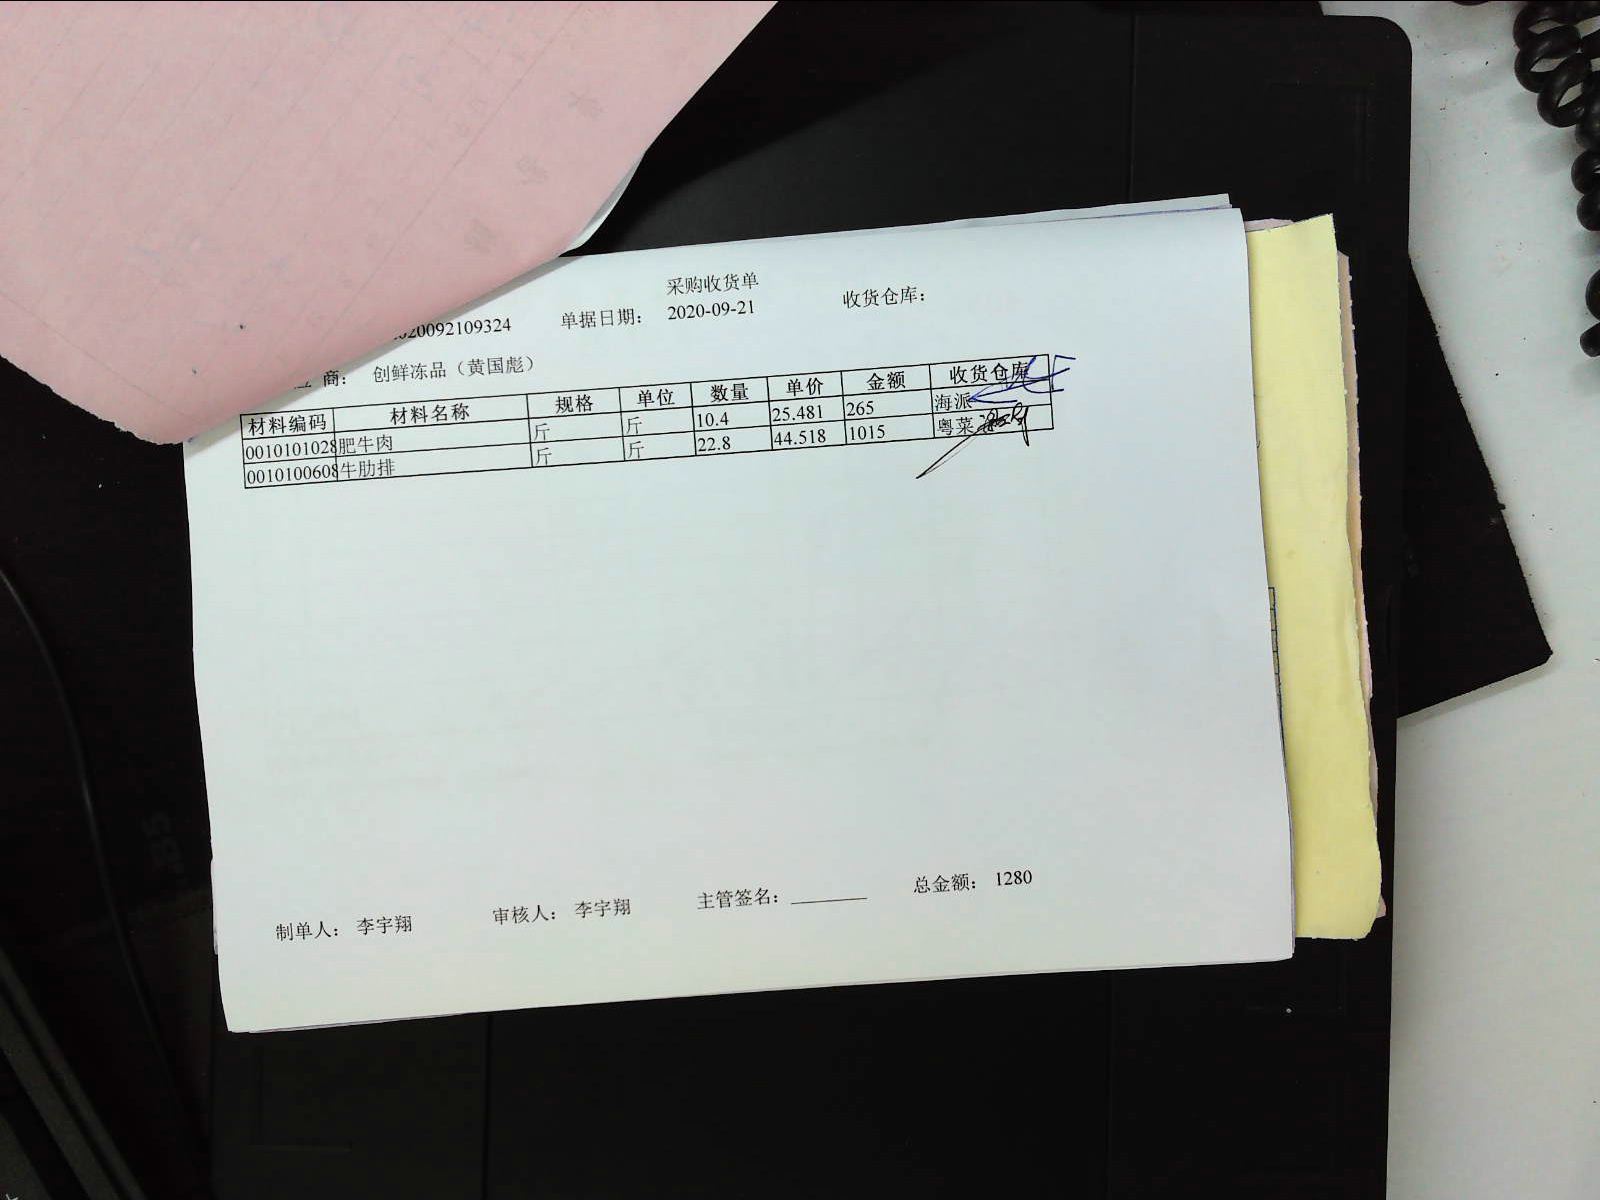 采购收货单
20092109324 单据日期: 2020-09-21 收货仓库:
商: 创鲜冻品（黄国彪）
材料编码 材料名称 规格 单位 数量 单价 金额 收货仓库
0010101028 肥牛肉 斤 斤 10.4 25.481 265 海派
0010100608 牛肋排 斤 斤 22.8 44.518 1015 粤菜
制单人: 李宇翔 审核人: 李宇翔 主管签名: 总金额: 1280